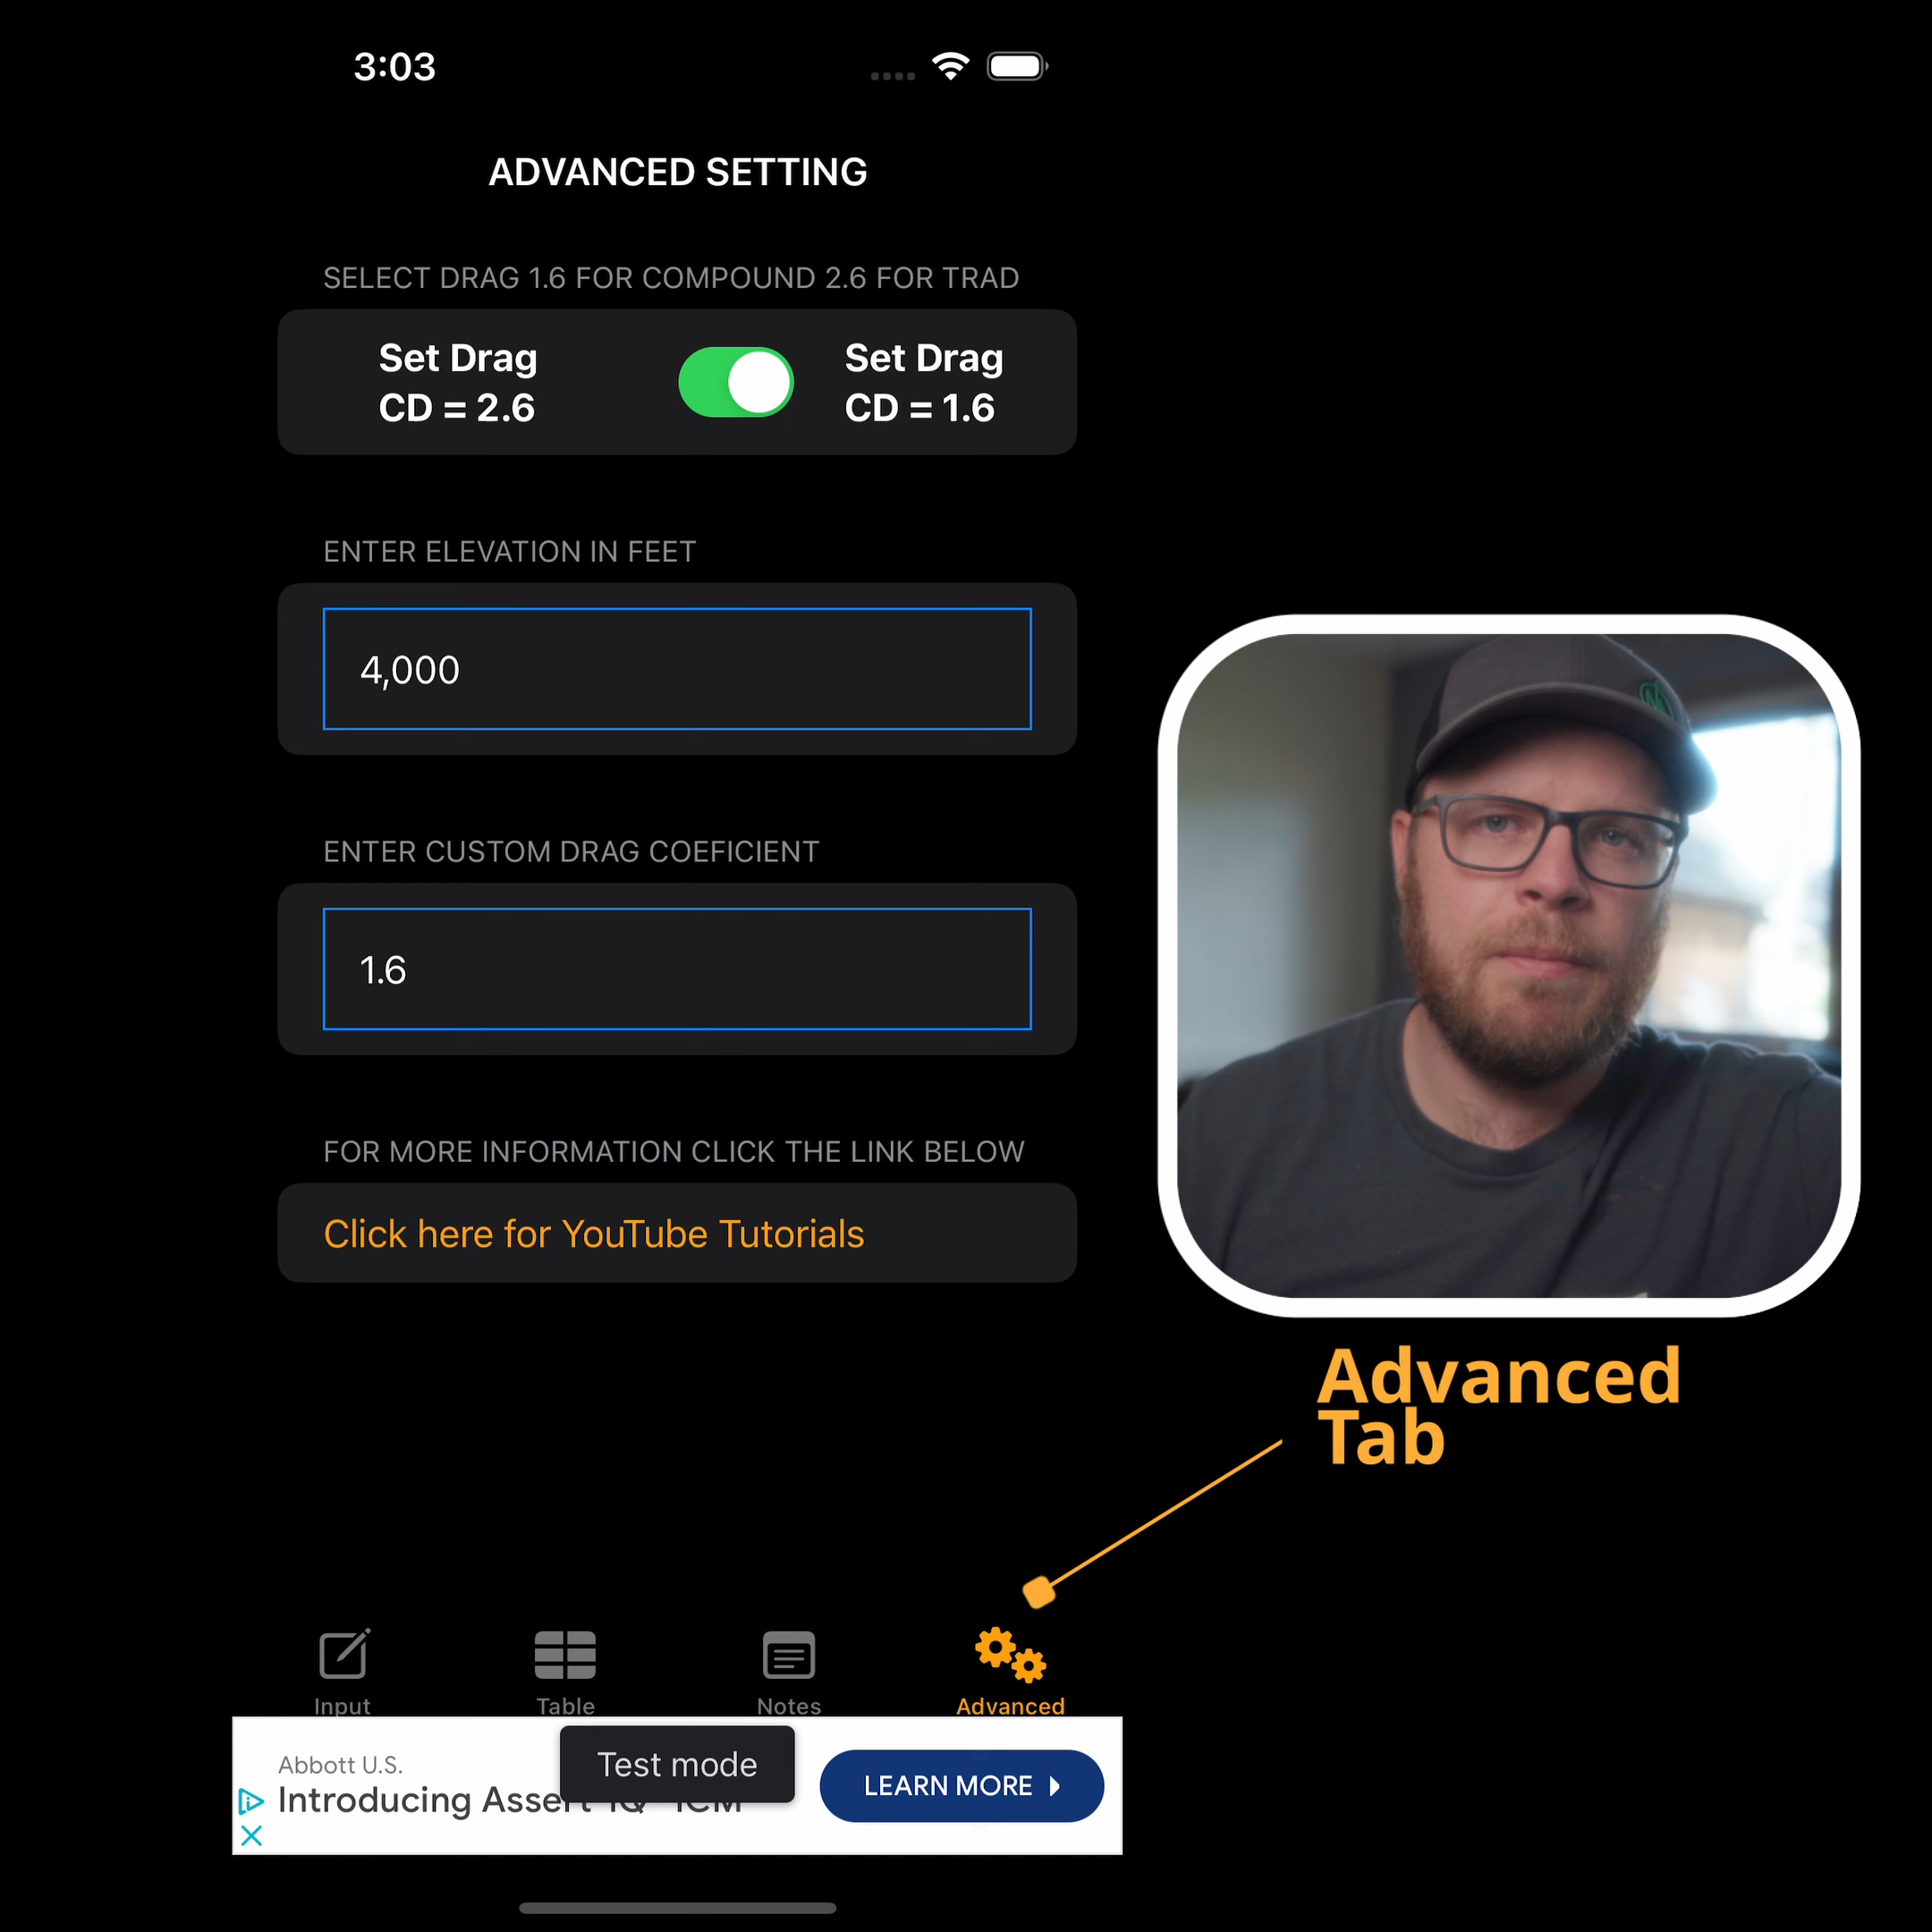 3:03
ADVANCED SETTING
SELECT DRAG 1.6 FOR COMPOUND 2.6 FOR TRAD
Set Drag
CD = 2.6
Set Drag
CD = 1.6
ENTER ELEVATION IN FEET
4,000
ENTER CUSTOM DRAG COEFICIENT
1.6
FOR MORE INFORMATION CLICK THE LINK BELOW
Click here for YouTube Tutorials
Advanced
Tab
Input
Table
Notes
Advanced
Abbott U.S.
Introducing
Test mode
LEARN MORE